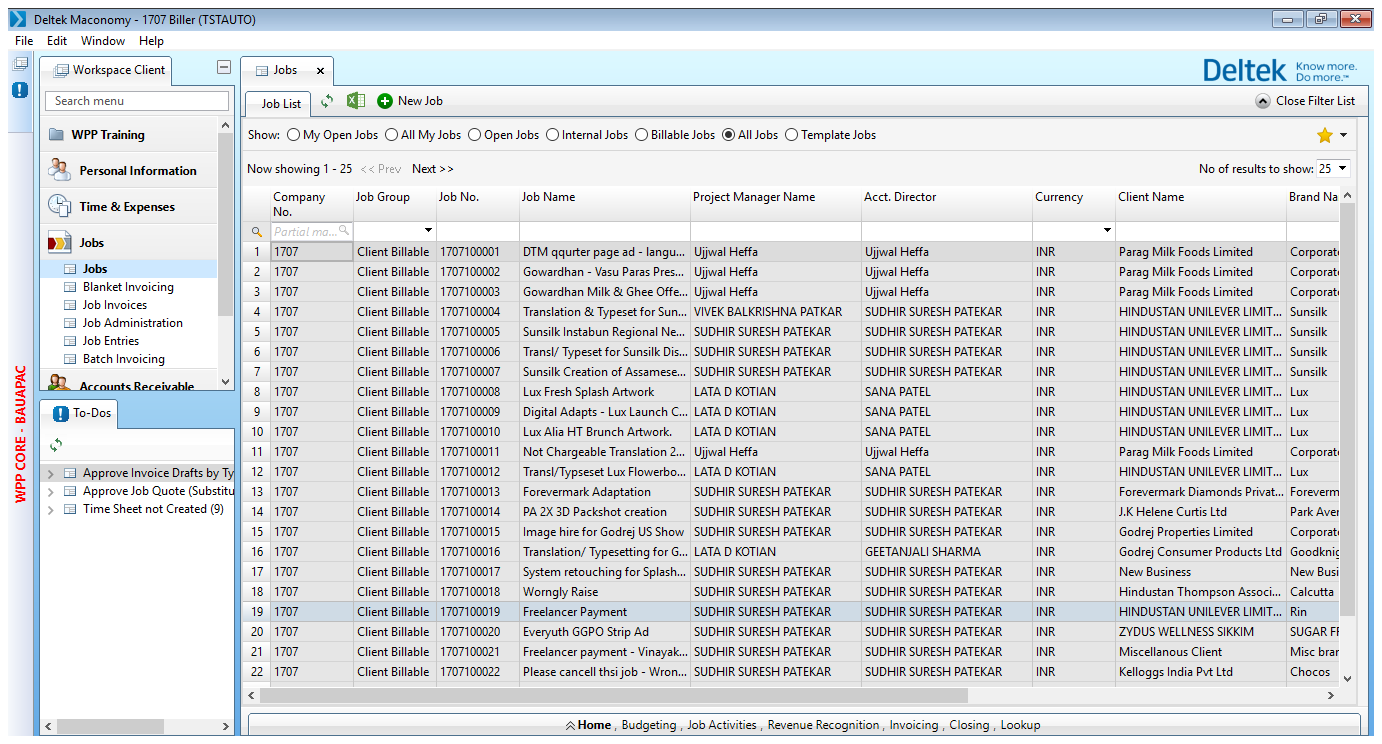 Deltek Maconomy - 1707 Biller (TSTAUTO)
File Edit Window Help
Workspace Client
Search menu
WPP Training
Personal Information
Time & Expenses
Jobs
Jobs
Blanket Invoicing
Job Invoices
Job Administration
Job Entries
Batch Invoicing
Accounts Receivable
To-Dos
Approve Invoice Drafts by Ty
Approve Job Quote (Substitu
Time Sheet not Created (9)
WPP CORE - BAUAPAC
Jobs x
Deltek Know more. Do more.™
Job List New Job Close Filter List
Show: My Open Jobs All My Jobs Open Jobs Internal Jobs Billable Jobs All Jobs Template Jobs
Now showing 1 - 25 << Prev Next >> No of results to show: 25
Company No. Job Group Job No. Job Name Project Manager Name Acct. Director Currency Client Name Brand Na
Partial ma...
1 1707 Client Billable 1707100001 DTM qqurter page ad - langu... Ujjwal Heffa Ujjwal Heffa INR Parag Milk Foods Limited Corporate
2 1707 Client Billable 1707100002 Gowardhan - Vasu Paras Pres... Ujjwal Heffa Ujjwal Heffa INR Parag Milk Foods Limited Corporate
3 1707 Client Billable 1707100003 Gowardhan Milk & Ghee Offe... Ujjwal Heffa Ujjwal Heffa INR Parag Milk Foods Limited Corporate
4 1707 Client Billable 1707100004 Translation & Typeset for Sun... VIVEK BALKRISHNA PATKAR SUDHIR SURESH PATEKAR INR HINDUSTAN UNILEVER LIMIT... Sunsilk
5 1707 Client Billable 1707100005 Sunsilk Instabun Regional Ne... SUDHIR SURESH PATEKAR SUDHIR SURESH PATEKAR INR HINDUSTAN UNILEVER LIMIT... Sunsilk
6 1707 Client Billable 1707100006 Transl/ Typeset for Sunsilk Dis... SUDHIR SURESH PATEKAR SUDHIR SURESH PATEKAR INR HINDUSTAN UNILEVER LIMIT... Sunsilk
7 1707 Client Billable 1707100007 Sunsilk Creation of Assamese... SUDHIR SURESH PATEKAR SUDHIR SURESH PATEKAR INR HINDUSTAN UNILEVER LIMIT... Sunsilk
8 1707 Client Billable 1707100008 Lux Fresh Splash Artwork LATA D KOTIAN SANA PATEL INR HINDUSTAN UNILEVER LIMIT... Lux
9 1707 Client Billable 1707100009 Digital Adapts - Lux Launch C... LATA D KOTIAN SANA PATEL INR HINDUSTAN UNILEVER LIMIT... Lux
10 1707 Client Billable 1707100010 Lux Alia HT Brunch Artwork. LATA D KOTIAN SANA PATEL INR HINDUSTAN UNILEVER LIMIT... Lux
11 1707 Client Billable 1707100011 Not Chargeable Translation 2... Ujjwal Heffa Ujjwal Heffa INR Parag Milk Foods Limited Corporate
12 1707 Client Billable 1707100012 Transl/Typseset Lux Flowerbo... LATA D KOTIAN SANA PATEL INR HINDUSTAN UNILEVER LIMIT... Lux
13 1707 Client Billable 1707100013 Forevermark Adaptation SUDHIR SURESH PATEKAR SUDHIR SURESH PATEKAR INR Forevermark Diamonds Privat... Foreverm
14 1707 Client Billable 1707100014 PA 2X 3D Packshot creation SUDHIR SURESH PATEKAR SUDHIR SURESH PATEKAR INR J.K Helene Curtis Ltd Park Aver
15 1707 Client Billable 1707100015 Image hire for Godrej US Show SUDHIR SURESH PATEKAR SUDHIR SURESH PATEKAR INR Godrej Properties Limited Corporate
16 1707 Client Billable 1707100016 Translation/ Typesetting for G... LATA D KOTIAN GEETANJALI SHARMA INR Godrej Consumer Products Ltd Goodknig
17 1707 Client Billable 1707100017 System retouching for Splash... SUDHIR SURESH PATEKAR SUDHIR SURESH PATEKAR INR New Business New Busi
18 1707 Client Billable 1707100018 Worngly Raise SUDHIR SURESH PATEKAR SUDHIR SURESH PATEKAR INR Hindustan Thompson Associ... Calcutta
19 1707 Client Billable 1707100019 Freelancer Payment SUDHIR SURESH PATEKAR SUDHIR SURESH PATEKAR INR HINDUSTAN UNILEVER LIMIT... Rin
20 1707 Client Billable 1707100020 Everyuth GGPO Strip Ad SUDHIR SURESH PATEKAR SUDHIR SURESH PATEKAR INR ZYDUS WELLNESS SIKKIM SUGAR FR
21 1707 Client Billable 1707100021 Freelancer payment - Vinayak... SUDHIR SURESH PATEKAR SUDHIR SURESH PATEKAR INR Miscellanous Client Misc bran
22 1707 Client Billable 1707100022 Please cancell thsi job - Wron... SUDHIR SURESH PATEKAR SUDHIR SURESH PATEKAR INR Kelloggs India Pvt Ltd Chocos
Home , Budgeting , Job Activities , Revenue Recognition , Invoicing , Closing , Lookup